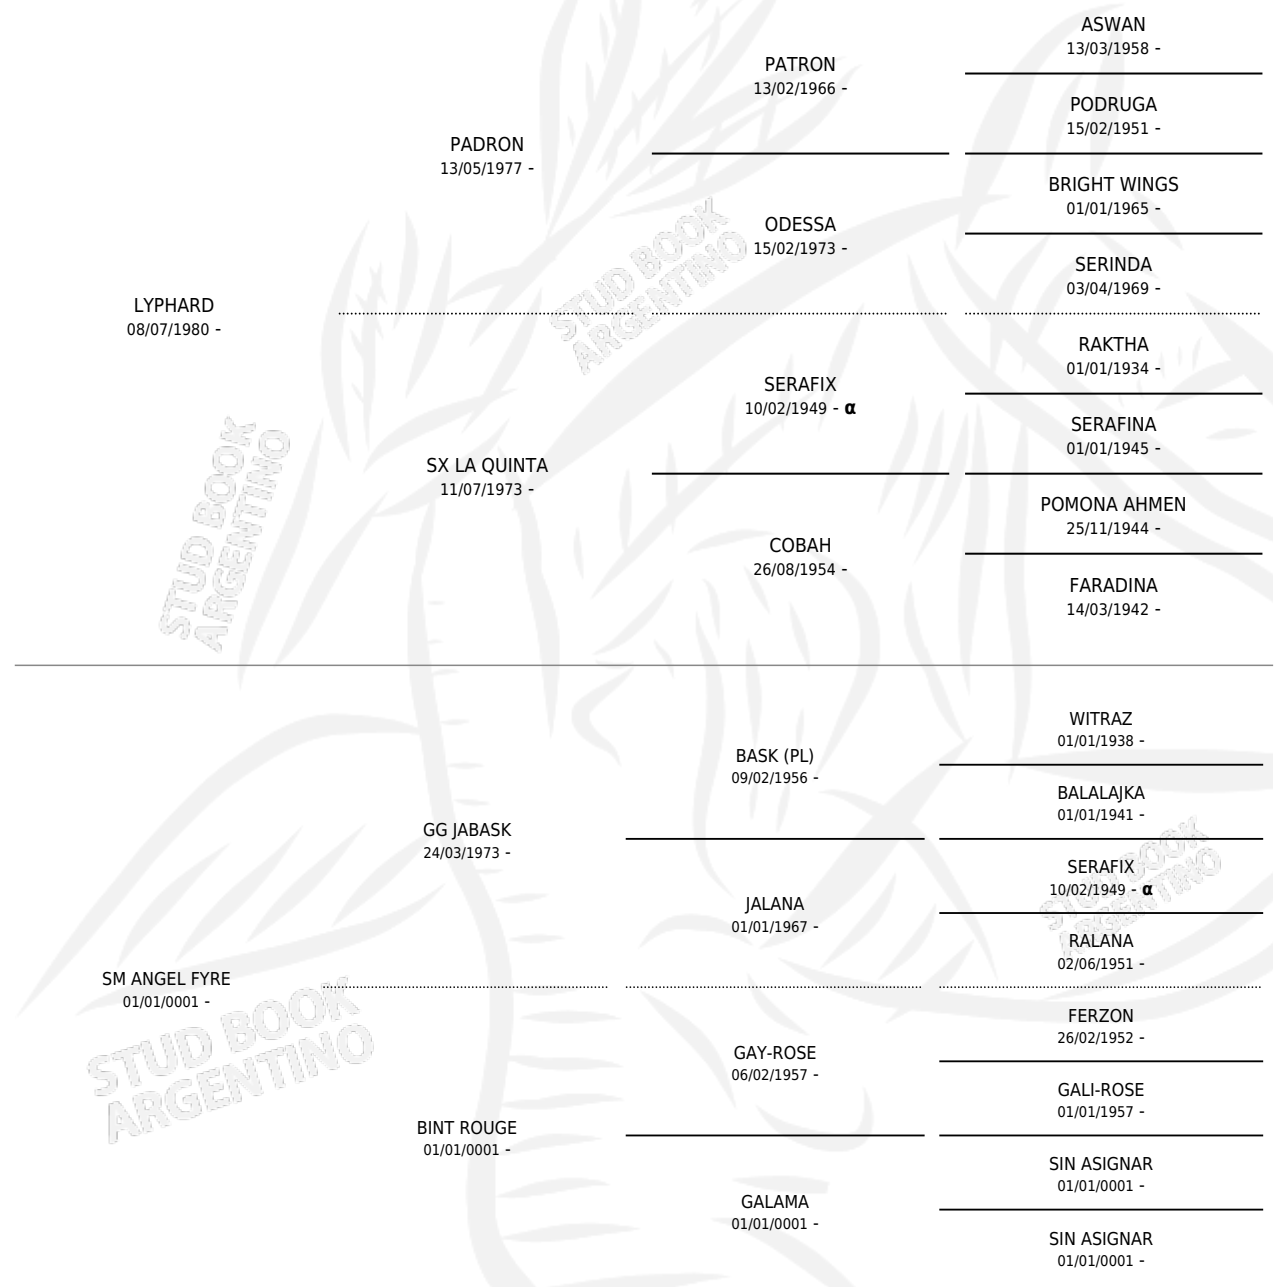 ASWAN
13/03/1958 -
PATRON
13/02/1966 -
PODRUGA
15/02/1951 -
PADRON
13/05/1977 -
BRIGHT WINGS
01/01/1965 -
ODESSA
15/02/1973 -
SERINDA
03/04/1969 -
LYPHARD
08/07/1980 -
RAKTHA
01/01/1934 -
SERAFIX
10/02/1949 - α
SERAFINA
01/01/1945 -
SX LA QUINTA
11/07/1973 -
POMONA AHMEN
25/11/1944 -
COBAH
26/08/1954 -
FARADINA
14/03/1942 -
STUD BOOK
ARGENTINO
STUD BOOK
ARGENTINO
WITRAZ
01/01/1938 -
BASK (PL)
09/02/1956 -
BALALAJKA
01/01/1941 -
GG JABASK
24/03/1973 -
SERAFIX
10/02/1949 - α
JALANA
01/01/1967 -
RALANA
02/06/1951 -
SM ANGEL FYRE
01/01/0001 -
FERZON
26/02/1952 -
GAY-ROSE
06/02/1957 -
GALI-ROSE
01/01/1957 -
BINT ROUGE
01/01/0001 -
SIN ASIGNAR
01/01/0001 -
GALAMA
01/01/0001 -
SIN ASIGNAR
01/01/0001 -
STUD BOOK
ARGENTINO
STUD BOOK
ARGENTINO